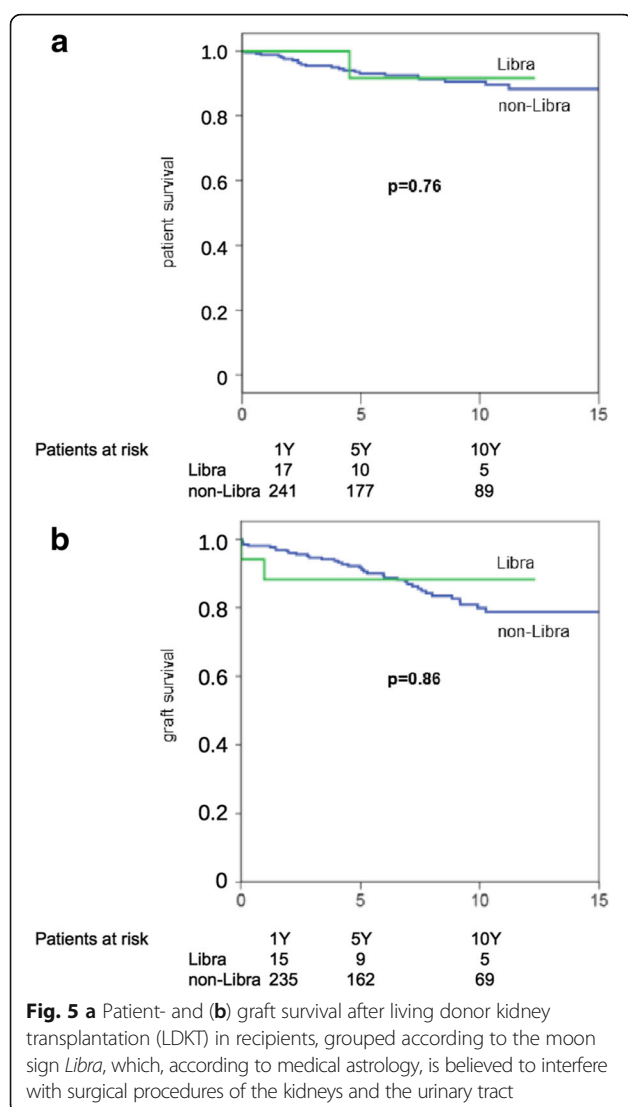 a
1.0
Libra
non-Libra
0.8
p=0.76
0.6
patient survival
0.4
0.2
0
0 5 10 15
Patients at risk 1Y 5Y 10Y
Libra 17 10 5
non-Libra 241 177 89
b
1.0
Libra
0.8
non-Libra
p=0.86
0.6
graft survival
0.4
0.2
0
0 5 10 15
Patients at risk 1Y 5Y 10Y
Libra 15 9 5
non-Libra 235 162 69
Fig. 5 a Patient- and (b) graft survival after living donor kidney
transplantation (LDKT) in recipients, grouped according to the moon
sign Libra, which, according to medical astrology, is believed to interfere
with surgical procedures of the kidneys and the urinary tract